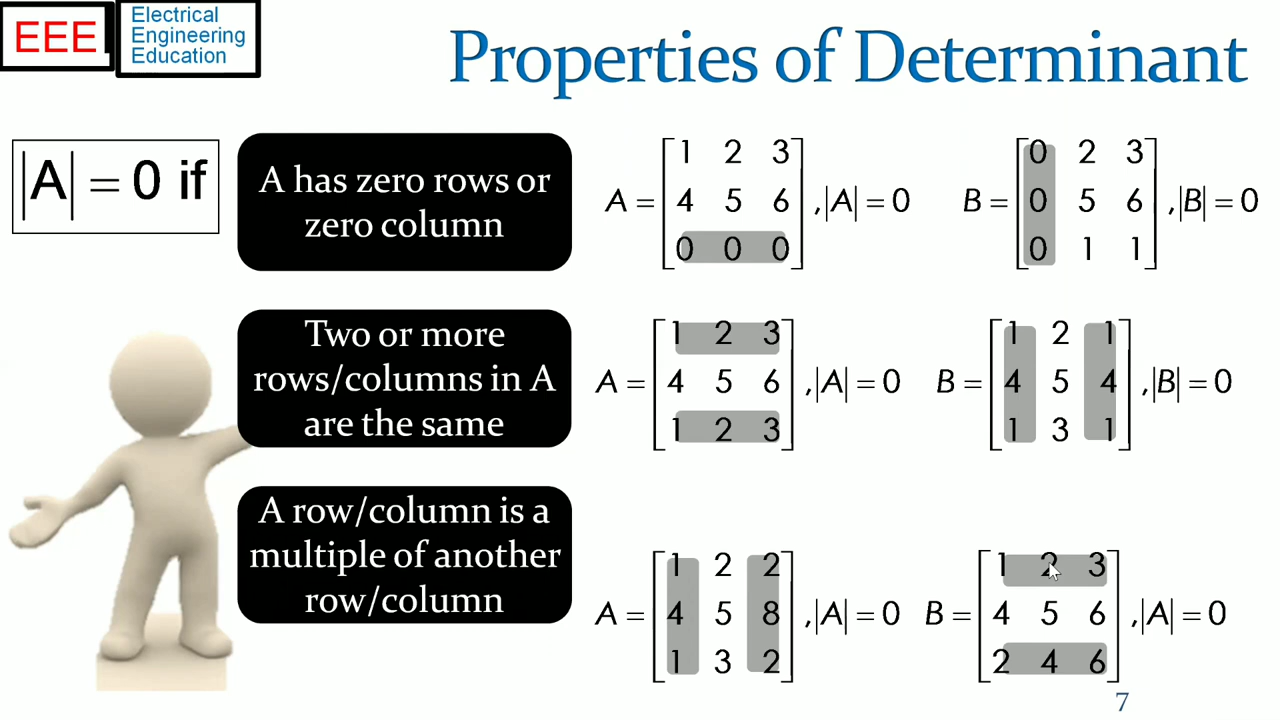 EEE
Electrical
Engineering
Education
Properties of Determinant
|A| = 0 if
A has zero rows or
zero column
A = [1 2 3
4 5 6
0 0 0], |A| = 0
B = [0 2 3
0 5 6
0 1 1], |B| = 0
Two or more
rows/columns in A
are the same
A = [1 2 3
4 5 6
1 2 3], |A| = 0
B = [1 2 1
4 5 4
1 3 1], |B| = 0
A row/column is a
multiple of another
row/column
A = [1 2 2
4 5 8
1 3 2], |A| = 0
B = [1 2 3
4 5 6
2 4 6], |A| = 0
7